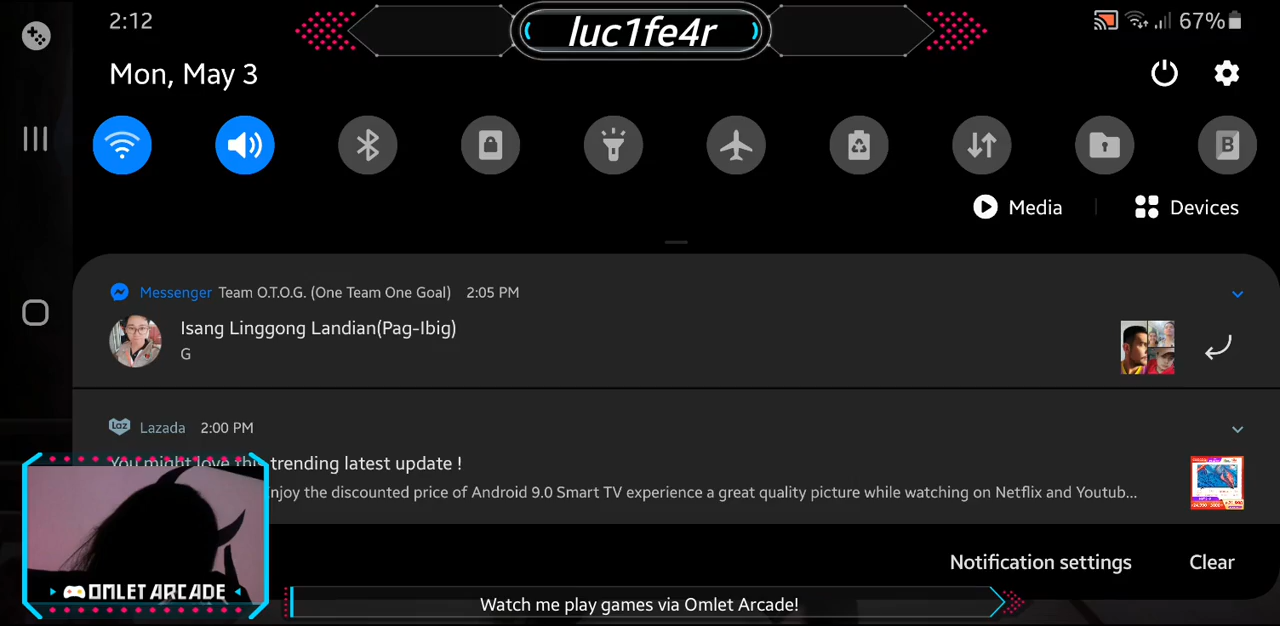 2:12
luc1fe4r
67%
Mon, May 3
B
Media
Devices
Messenger Team O.T.O.G. (One Team One Goal) 2:05 PM
Isang Linggong Landian(Pag-Ibig)
G
Laz Lazada 2:00 PM
You might love this trending latest update !
njoy the discounted price of Android 9.0 Smart TV experience a great quality picture while watching on Netflix and Youtub...
OMLET ARCADE
Notification settings
Clear
Watch me play games via Omlet Arcade!